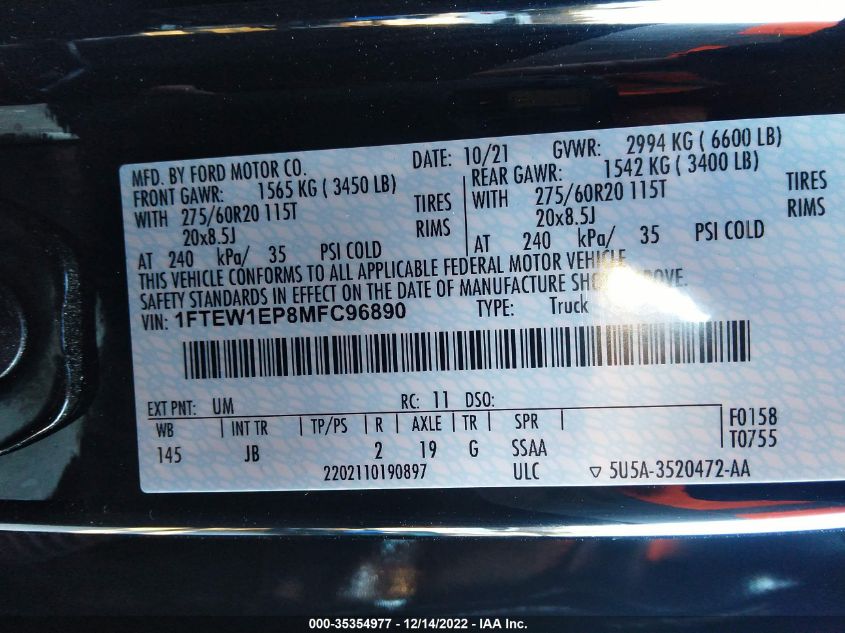 MFD. BY FORD MOTOR CO. DATE: 10/21 GVWR: 2994 KG ( 6600 LB)
FRONT GAWR: 1565 KG ( 3450 LB) REAR GAWR: 1542 KG ( 3400 LB)
WITH 275/60R20 115T TIRES WITH 275/60R20 115T TIRES
20x8.5J RIMS 20x8.5J RIMS
AT 240 kPa/ 35 PSI COLD AT 240 kPa/ 35 PSI COLD
THIS VEHICLE CONFORMS TO ALL APPLICABLE FEDERAL MOTOR VEHICLE
SAFETY STANDARDS IN EFFECT ON THE DATE OF MANUFACTURE SHOWN ABOVE.
VIN: 1FTEW1EP8MFC96890 TYPE: Truck
EXT PNT: UM RC: 11 DSO:
WB INT TR TP/PS R AXLE TR SPR F0158
145 JB 2 19 G SSAA T0755
2202110190897 ULC ▽ 5U5A-3520472-AA
000-35354977 - 12/14/2022 - IAA Inc.